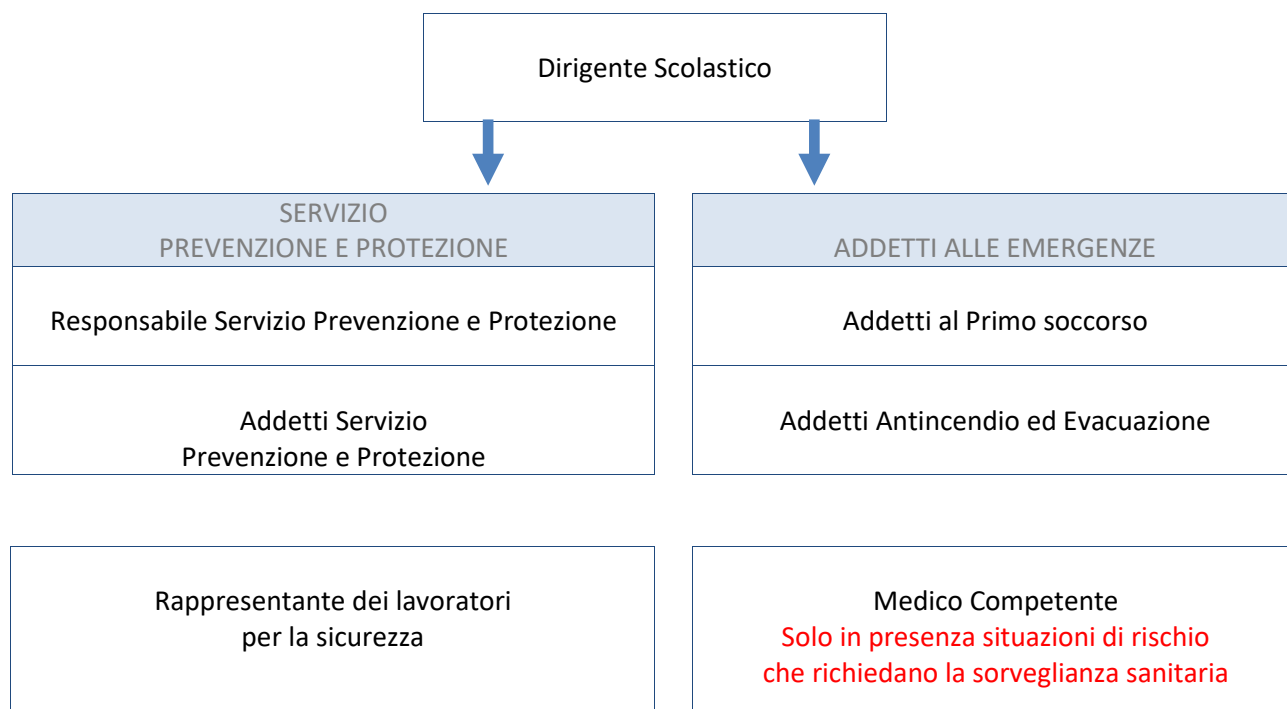 Dirigente Scolastico
SERVIZIO
PREVENZIONE E PROTEZIONE
Responsabile Servizio Prevenzione e Protezione
Addetti Servizio
Prevenzione e Protezione
ADDETTI ALLE EMERGENZE
Addetti al Primo soccorso
Addetti Antincendio ed Evacuazione
Rappresentante dei lavoratori
per la sicurezza
Medico Competente
Solo in presenza situazioni di rischio
che richiedano la sorveglianza sanitaria